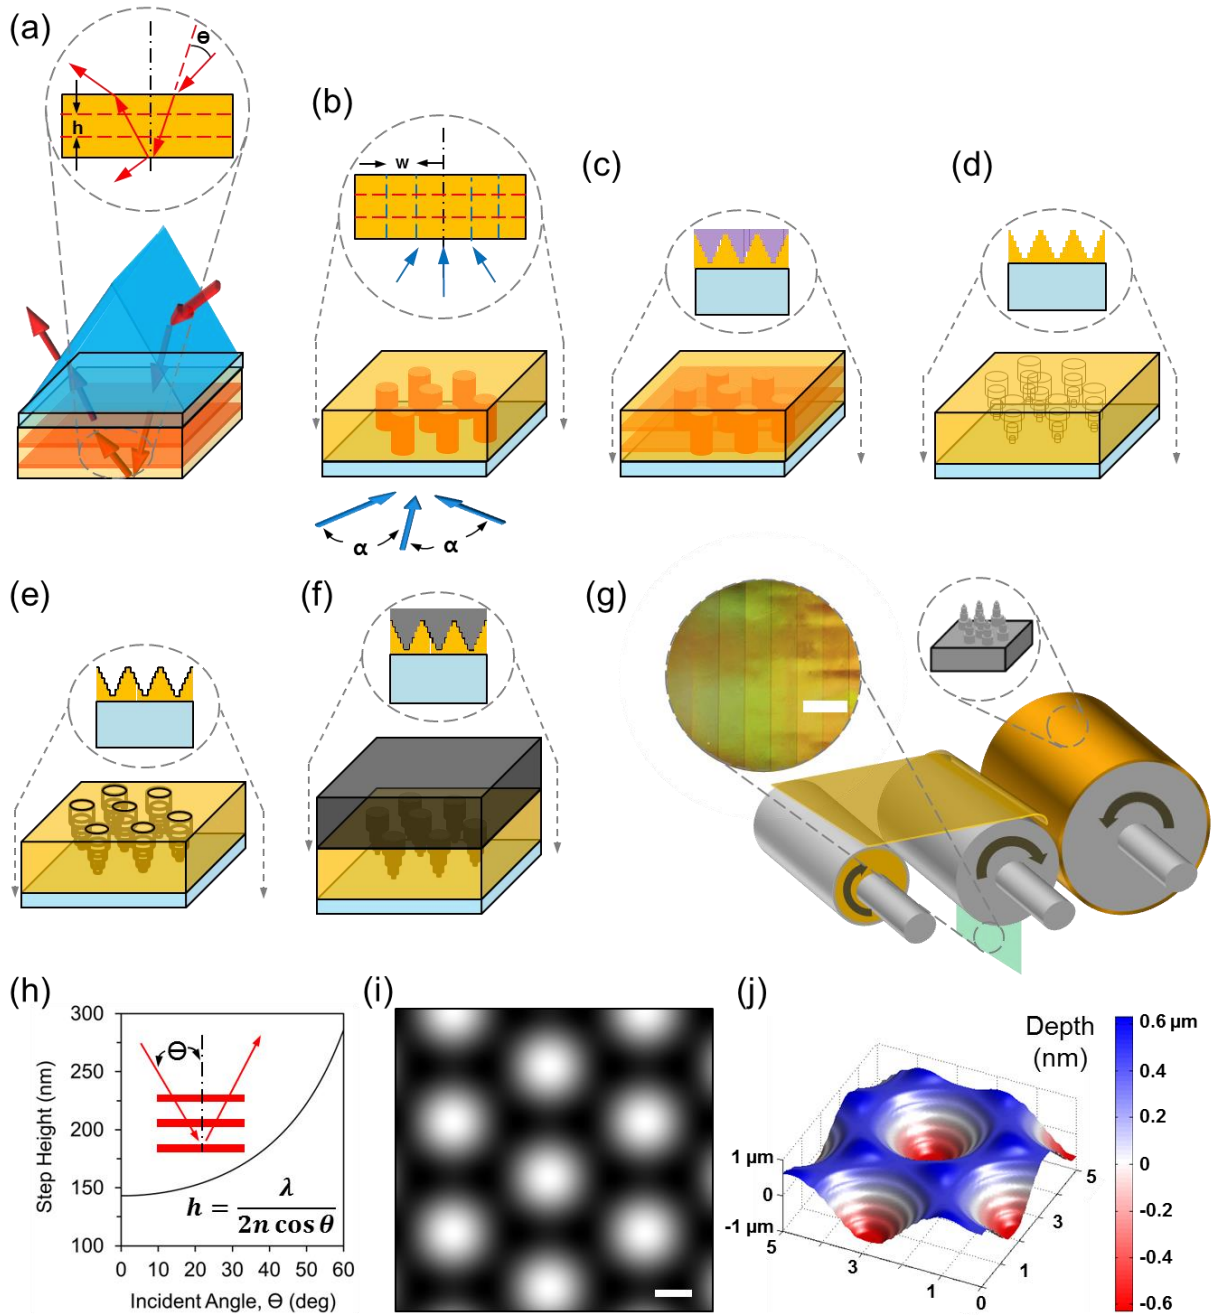 (a)
ɵ
h
(b)
w
α
α
(c)
(d)
(e)
(f)
(g)
(h)
300
250
200
150
100
Step Height (nm)
Θ
h = λ / 2n cos θ
0 10 20 30 40 50 60
Incident Angle, Θ (deg)
(i)
(j)
Depth
(nm)
1 µm
0
-1 µm
5
3
1
0
1
3
5
0.6 µm
0.4
0.2
0
-0.2
-0.4
-0.6